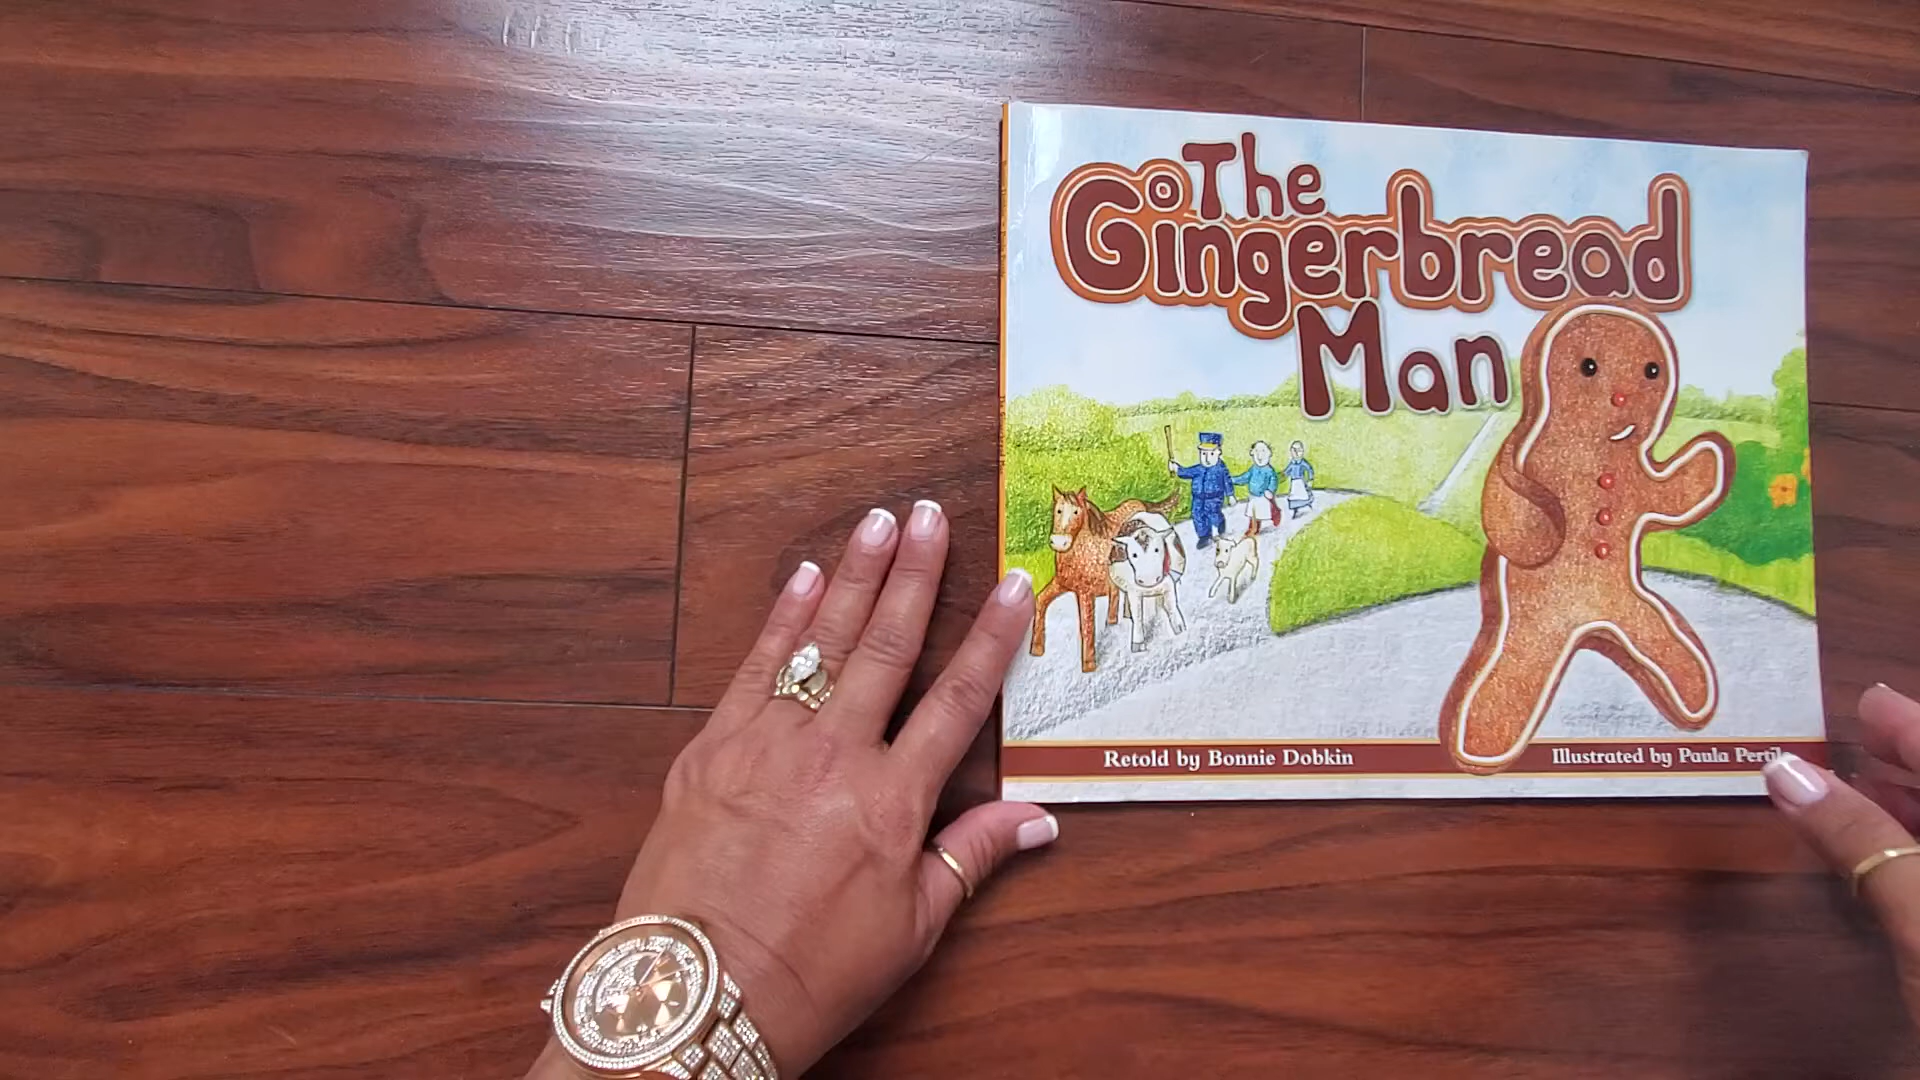 The
Gingerbread
Man
Retold by Bonnie Dobkin
Illustrated by Paula